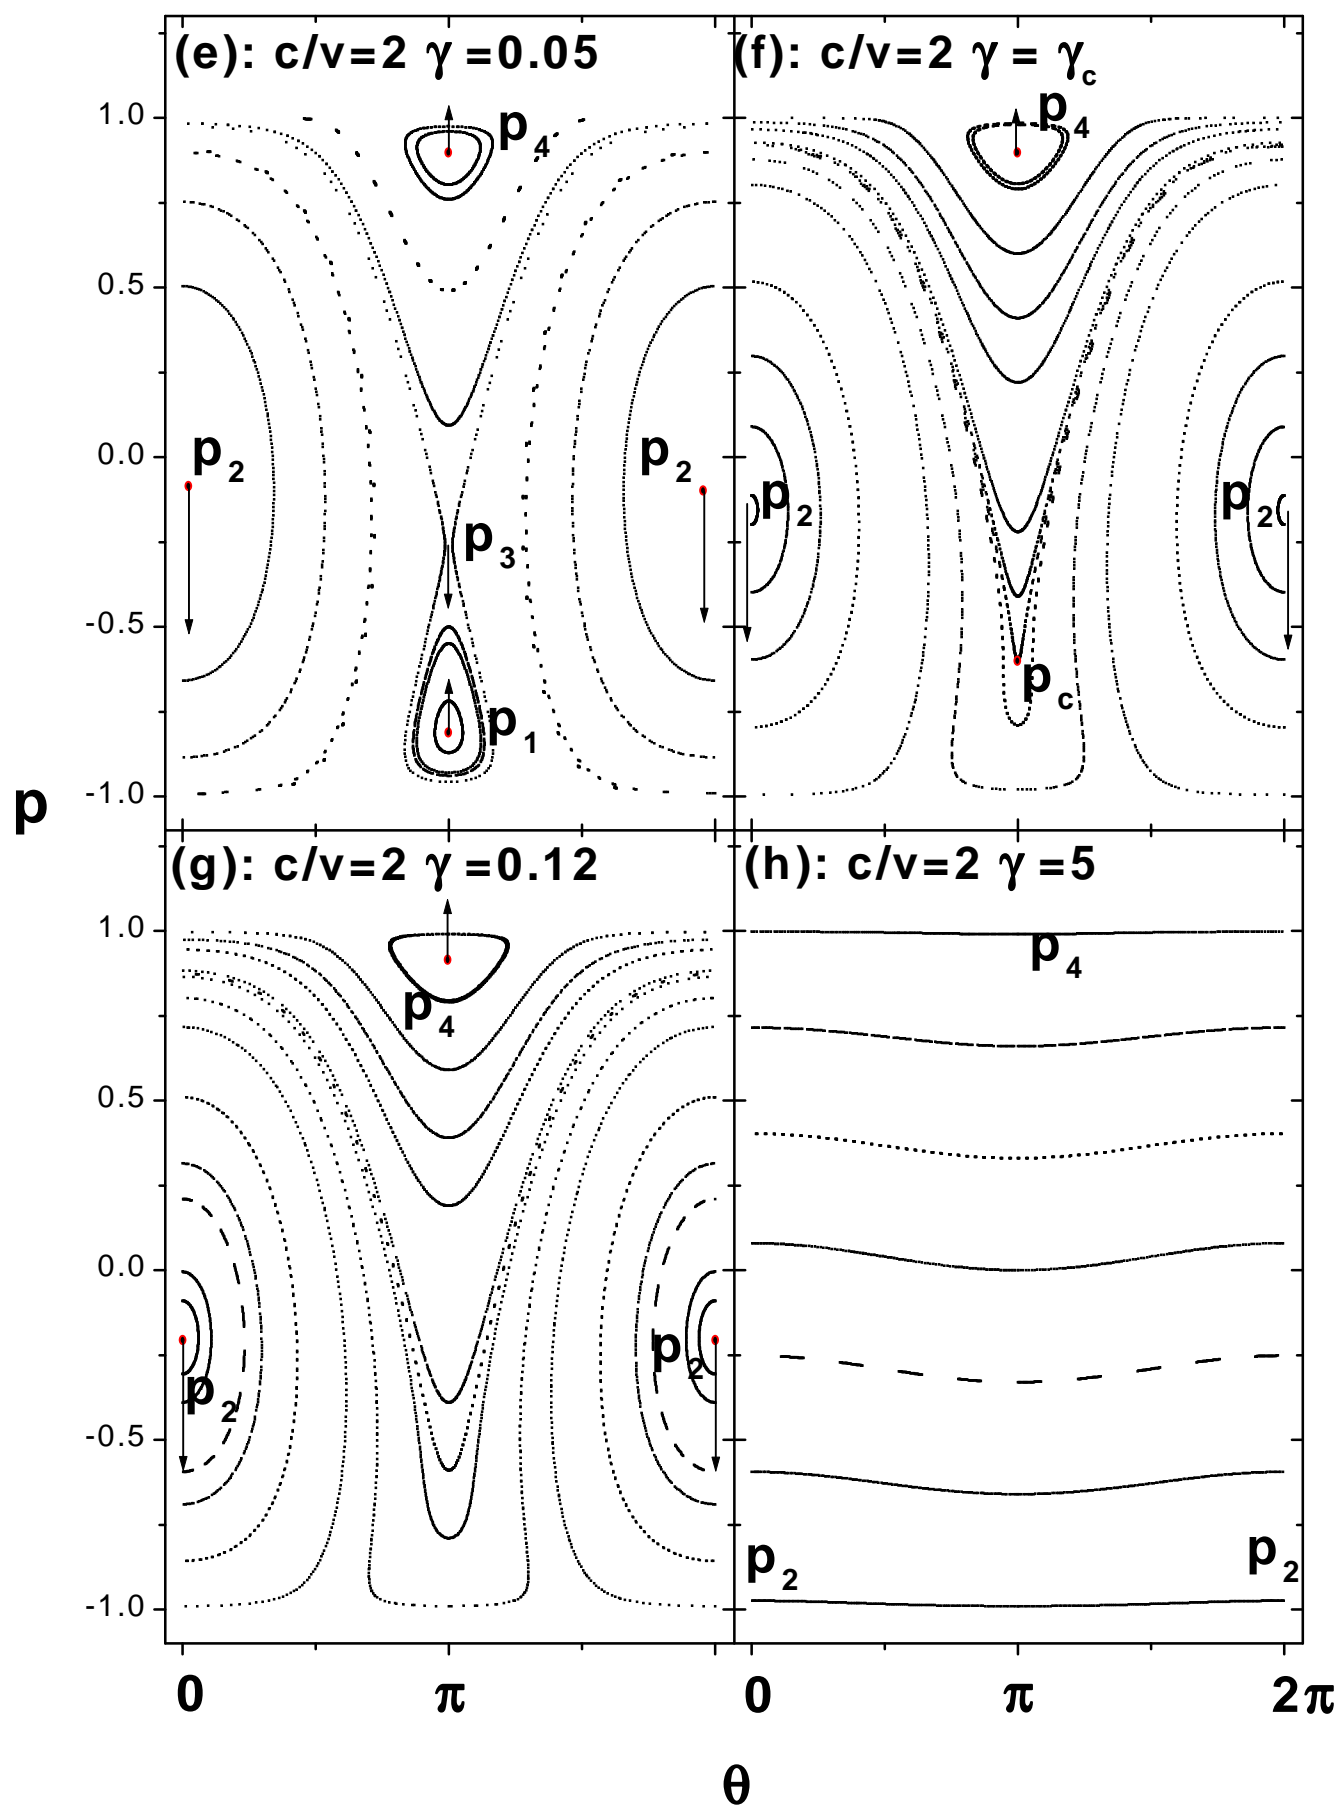 (e): c/v=2 γ=0.05
(f): c/v=2 γ = γc
1.0
0.5
0.0
-0.5
-1.0
p
p4
p2
p2
p3
p1
p4
p2
p2
pc
(g): c/v=2 γ=0.12
(h): c/v=2 γ=5
1.0
0.5
0.0
-0.5
-1.0
p4
p2
p2
p4
p2
p2
0
π
0
π
2π
θ